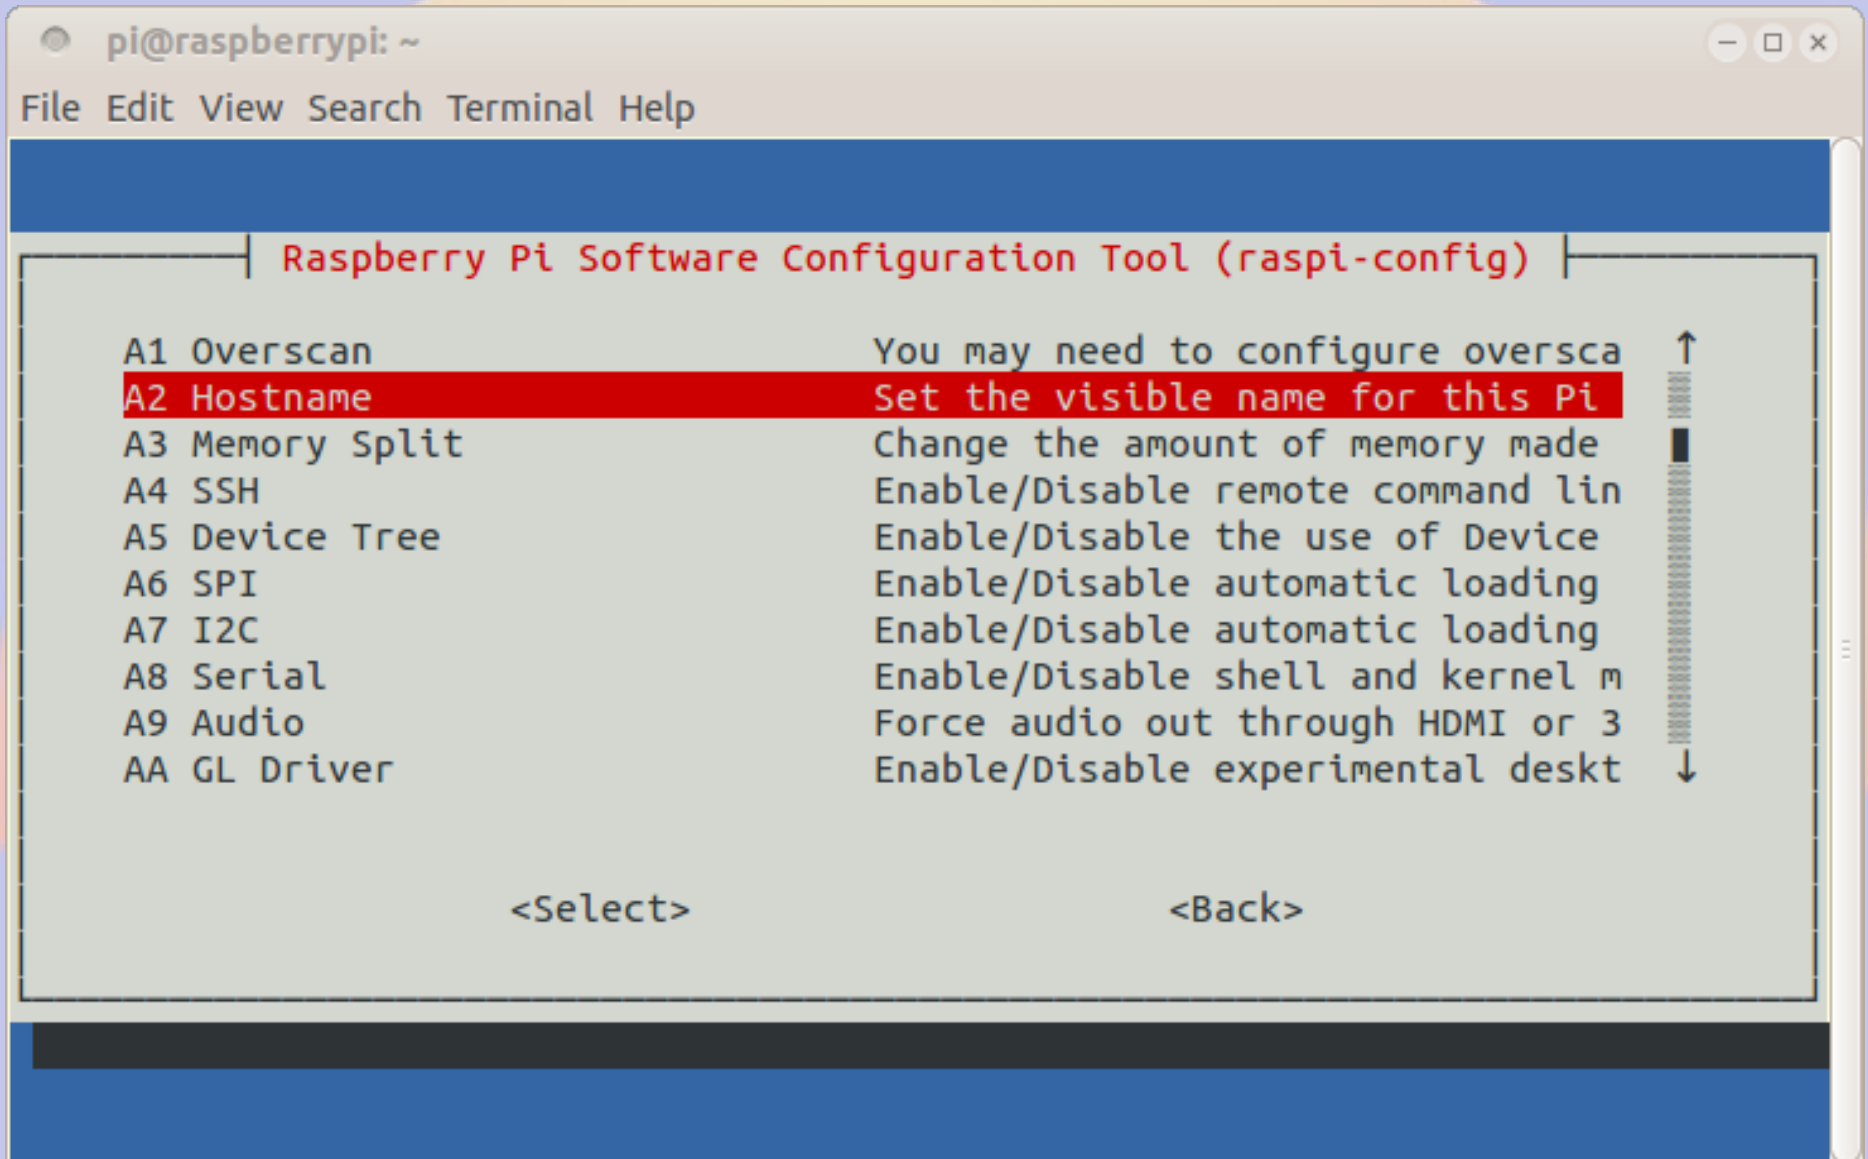 pi@raspberrypi: ~
File Edit View Search Terminal Help
Raspberry Pi Software Configuration Tool (raspi-config)
A1 Overscan You may need to configure oversca
A2 Hostname Set the visible name for this Pi
A3 Memory Split Change the amount of memory made
A4 SSH Enable/Disable remote command lin
A5 Device Tree Enable/Disable the use of Device
A6 SPI Enable/Disable automatic loading
A7 I2C Enable/Disable automatic loading
A8 Serial Enable/Disable shell and kernel m
A9 Audio Force audio out through HDMI or 3
AA GL Driver Enable/Disable experimental deskt
<Select> <Back>